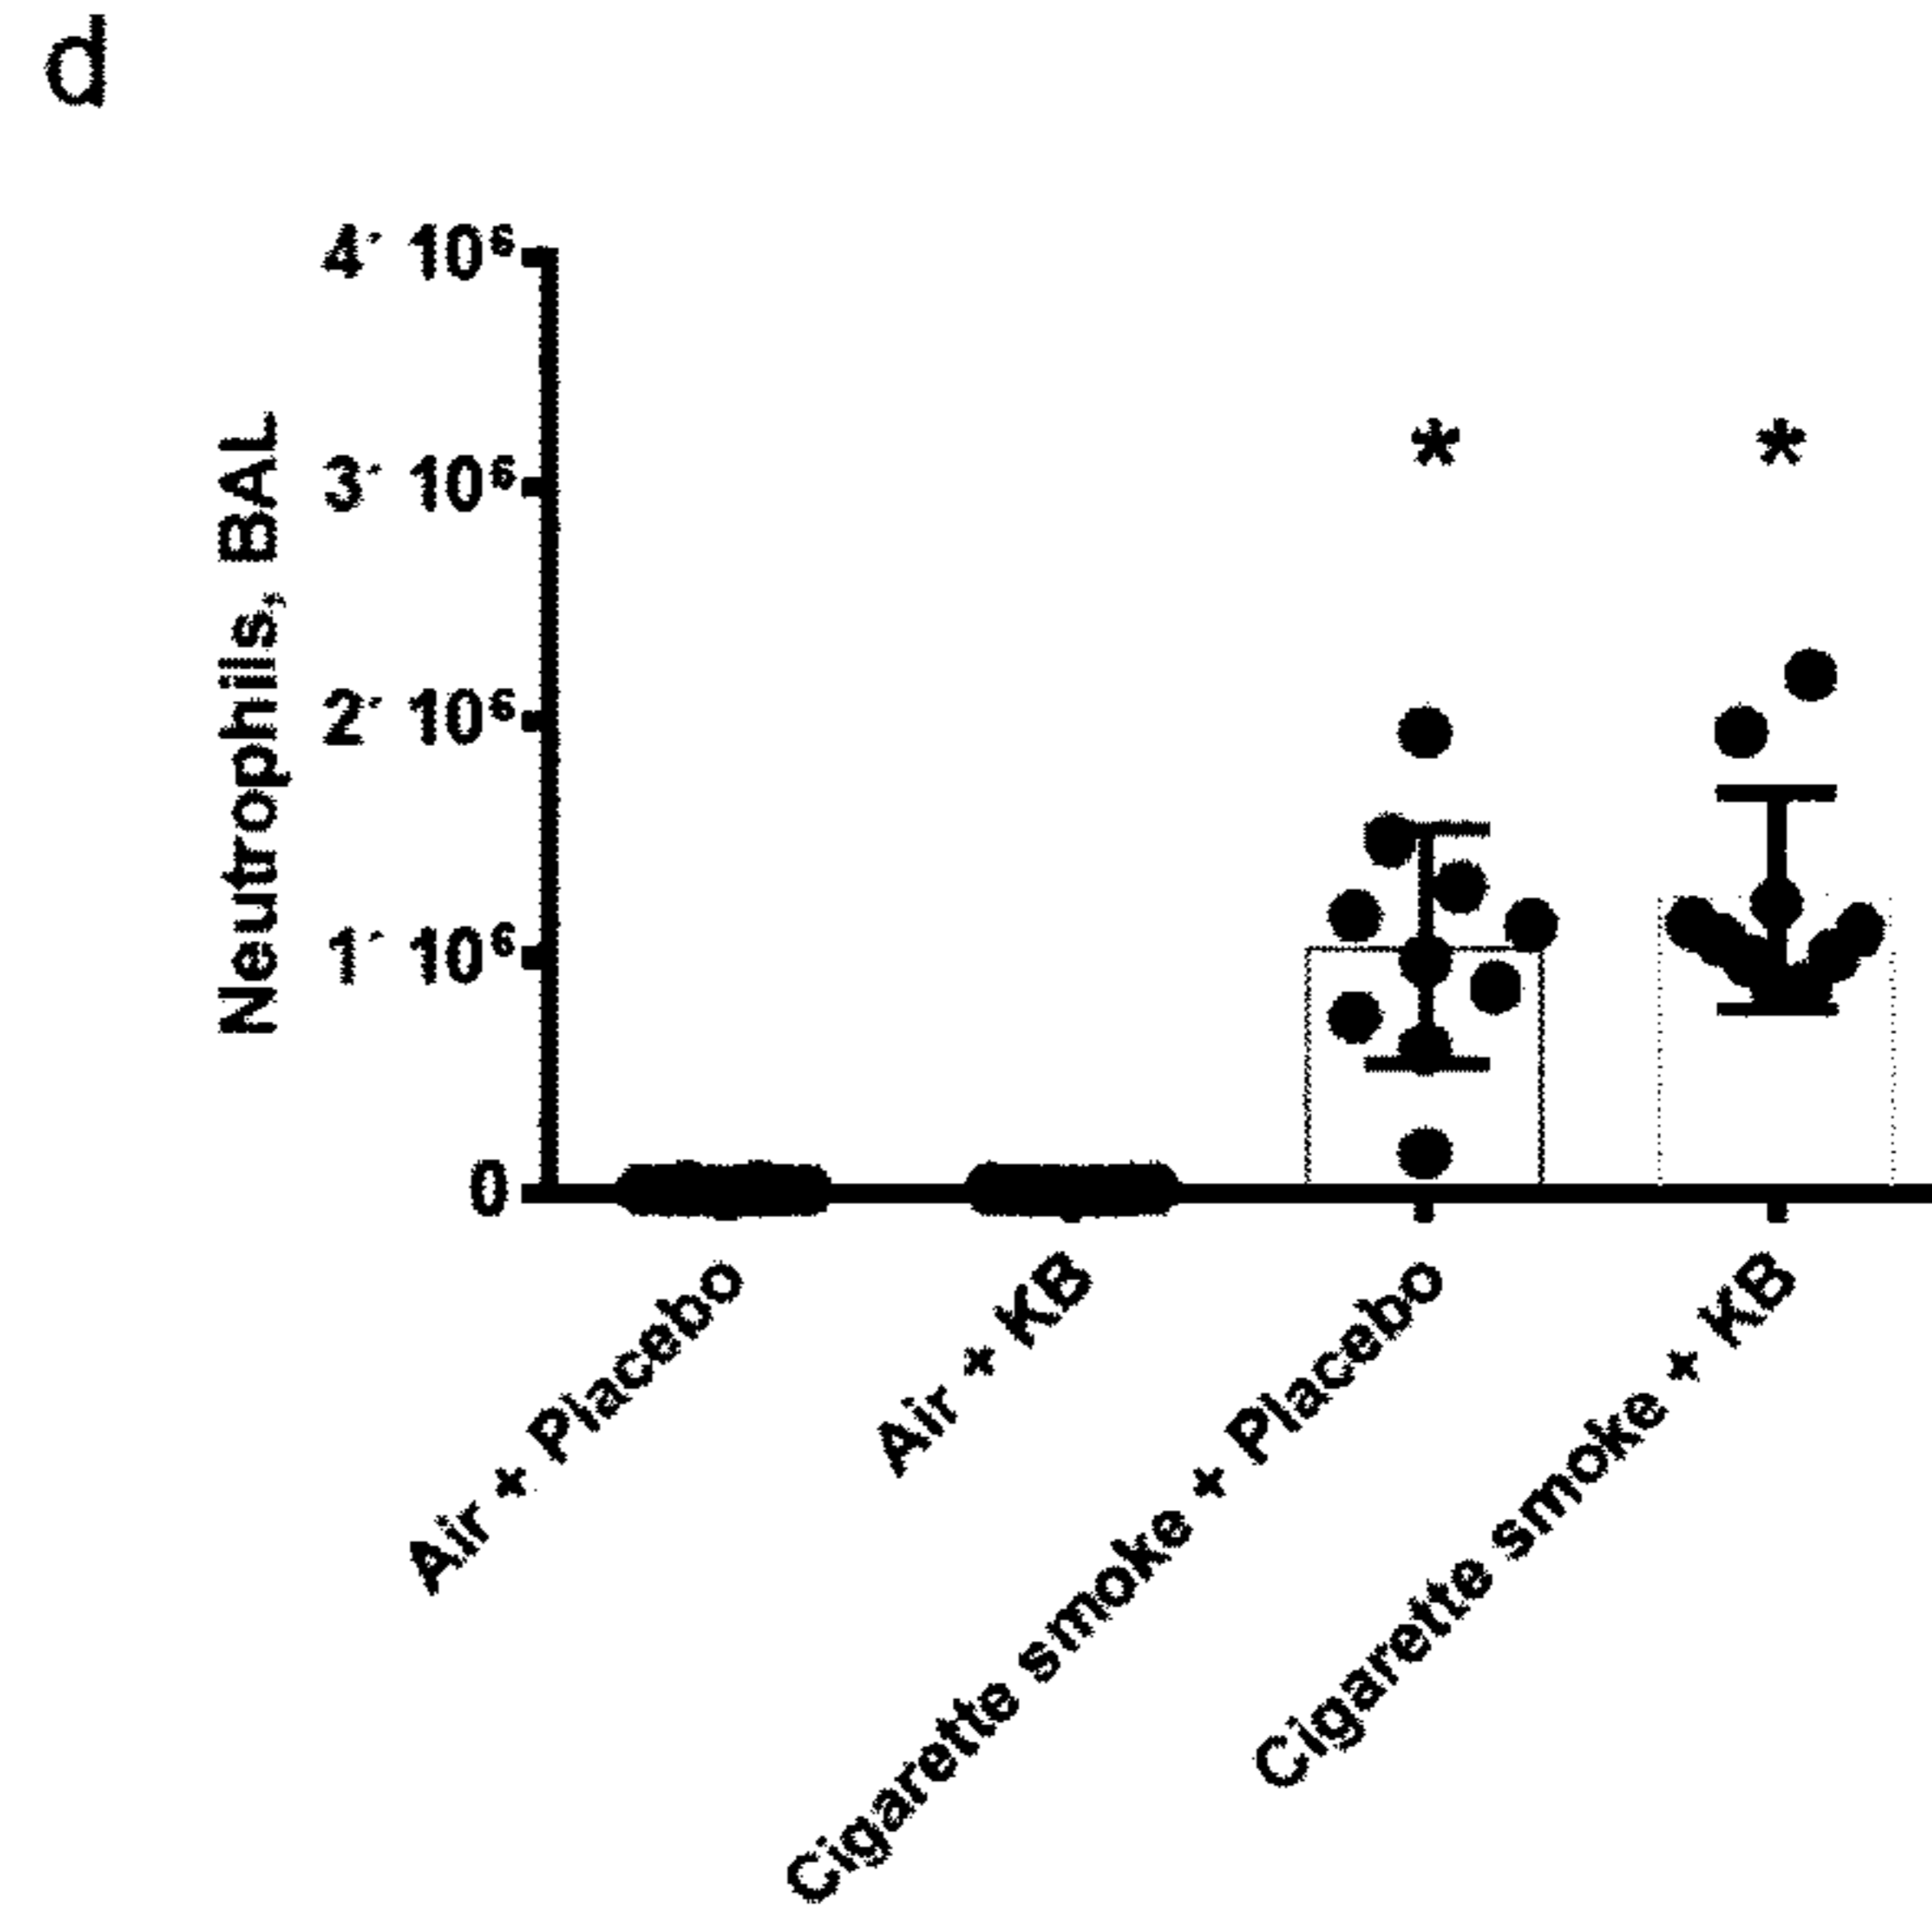 d
Neutrophils, BAL
4´ 10⁶
3´ 10⁶
2´ 10⁶
1´ 10⁶
0
* *
Air + Placebo
Air + KB
Cigarette smoke + Placebo
Cigarette smoke + KB